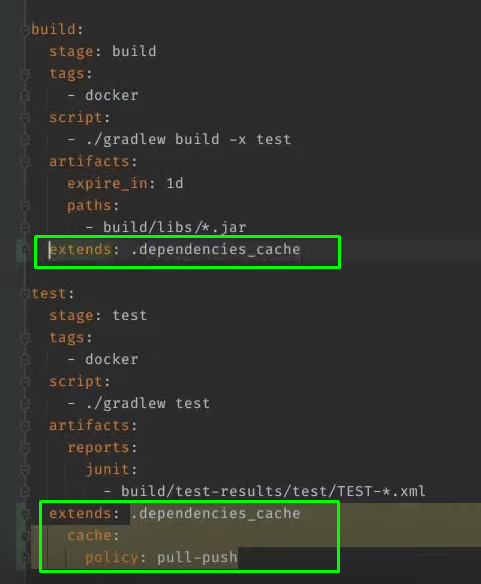 build:
  stage: build
  tags:
    - docker
  script:
    - ./gradlew build -x test
  artifacts:
    expire_in: 1d
    paths:
      - build/libs/*.jar
  extends: .dependencies_cache
test:
  stage: test
  tags:
    - docker
  script:
    - ./gradlew test
  artifacts:
    reports:
      junit:
        - build/test-results/test/TEST-*.xml
  extends: .dependencies_cache
    cache:
      policy: pull-push